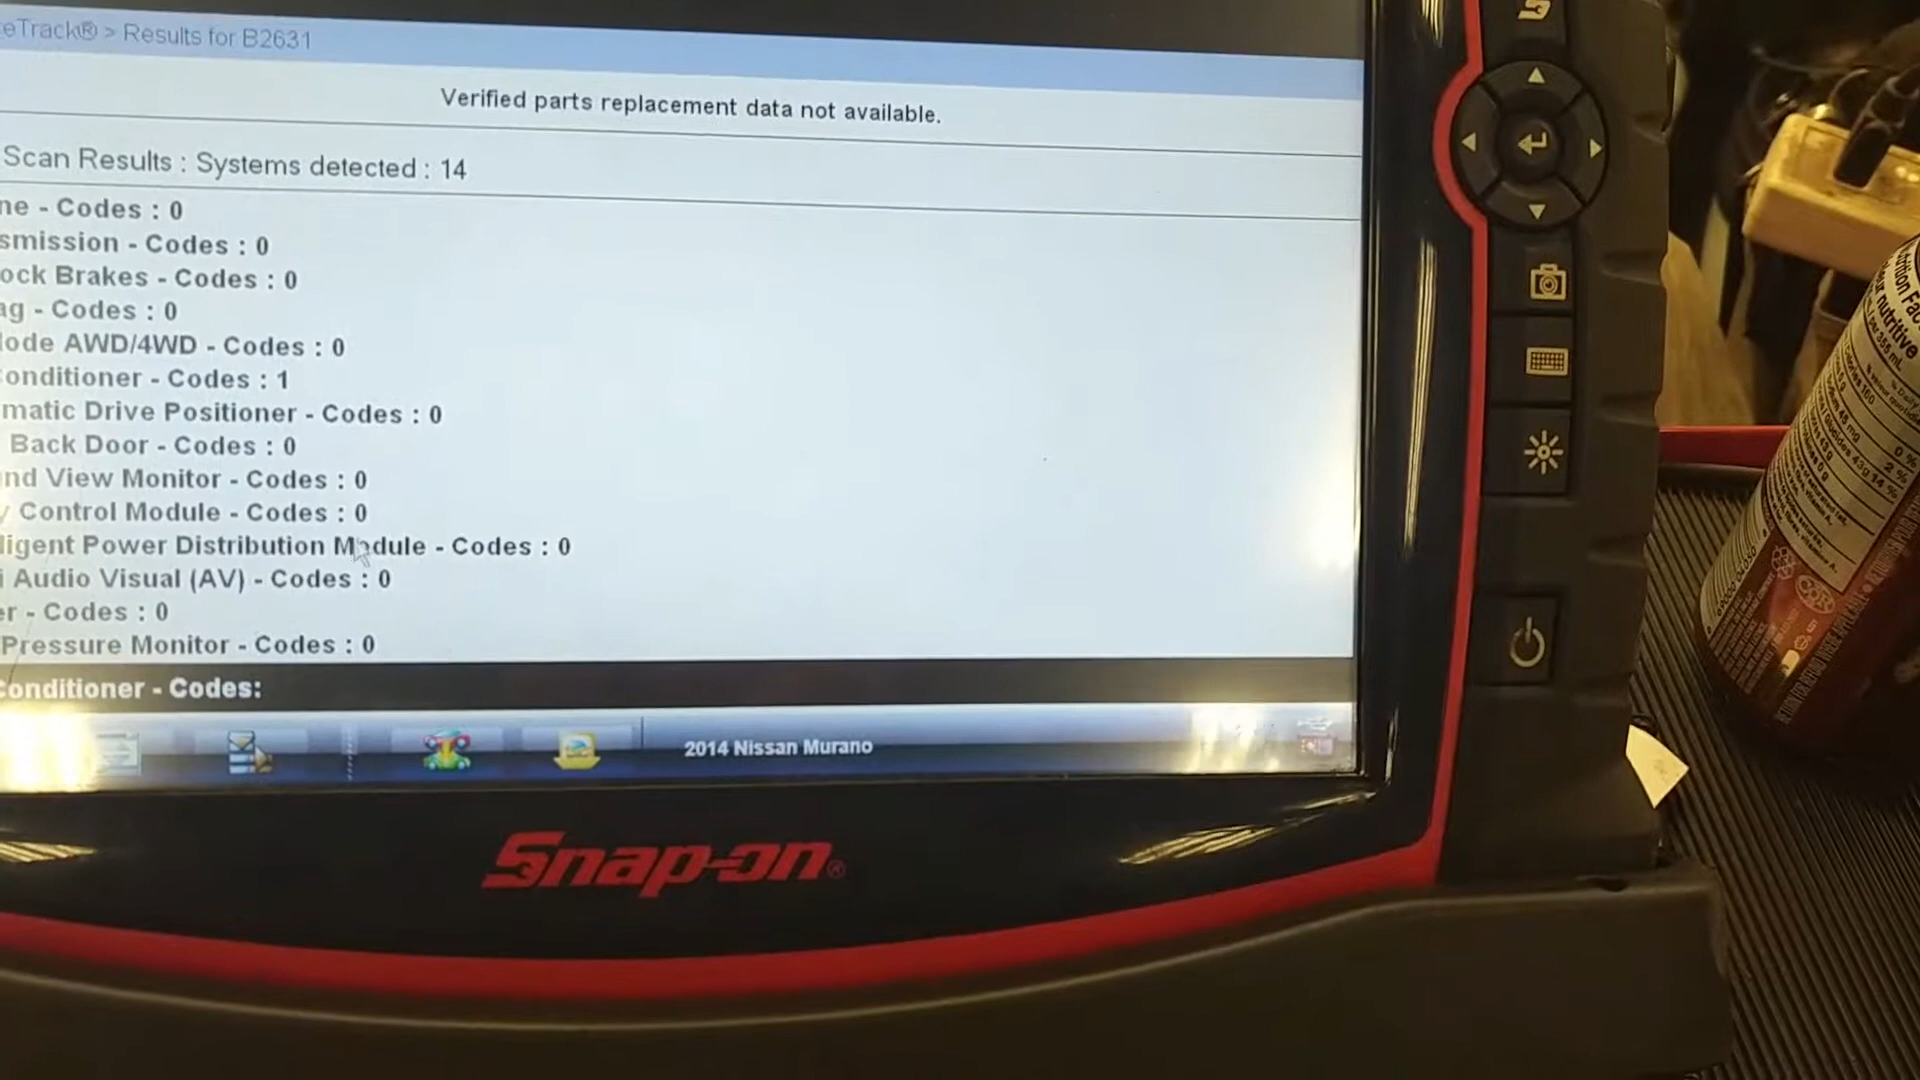 eTrack® > Results for B2631
Verified parts replacement data not available.
Scan Results : Systems detected : 14
ne - Codes : 0
smission - Codes : 0
ock Brakes - Codes : 0
ag - Codes : 0
ode AWD/4WD - Codes : 0
onditioner - Codes : 1
matic Drive Positioner - Codes : 0
Back Door - Codes : 0
nd View Monitor - Codes : 0
Control Module - Codes : 0
ligent Power Distribution Module - Codes : 0
i Audio Visual (AV) - Codes : 0
er - Codes : 0
Pressure Monitor - Codes : 0
onditioner - Codes:
2014 Nissan Murano
Snap-on®